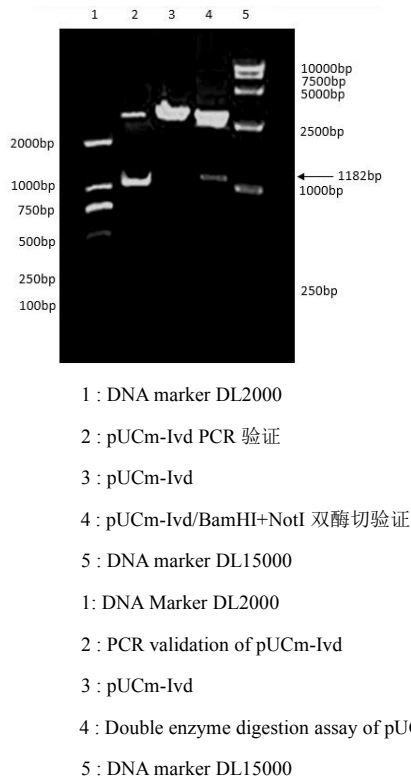 1 2 3 4 5
10000bp
7500bp
5000bp
2500bp
1182bp
1000bp
250bp
2000bp
1000bp
750bp
500bp
250bp
100bp
1 : DNA marker DL2000
2 : pUCm-Ivd PCR 验证
3 : pUCm-Ivd
4 : pUCm-Ivd/BamHI+NotI 双酶切验证
5 : DNA marker DL15000
1: DNA Marker DL2000
2 : PCR validation of pUCm-Ivd
3 : pUCm-Ivd
4 : Double enzyme digestion assay of pU
5 : DNA marker DL15000